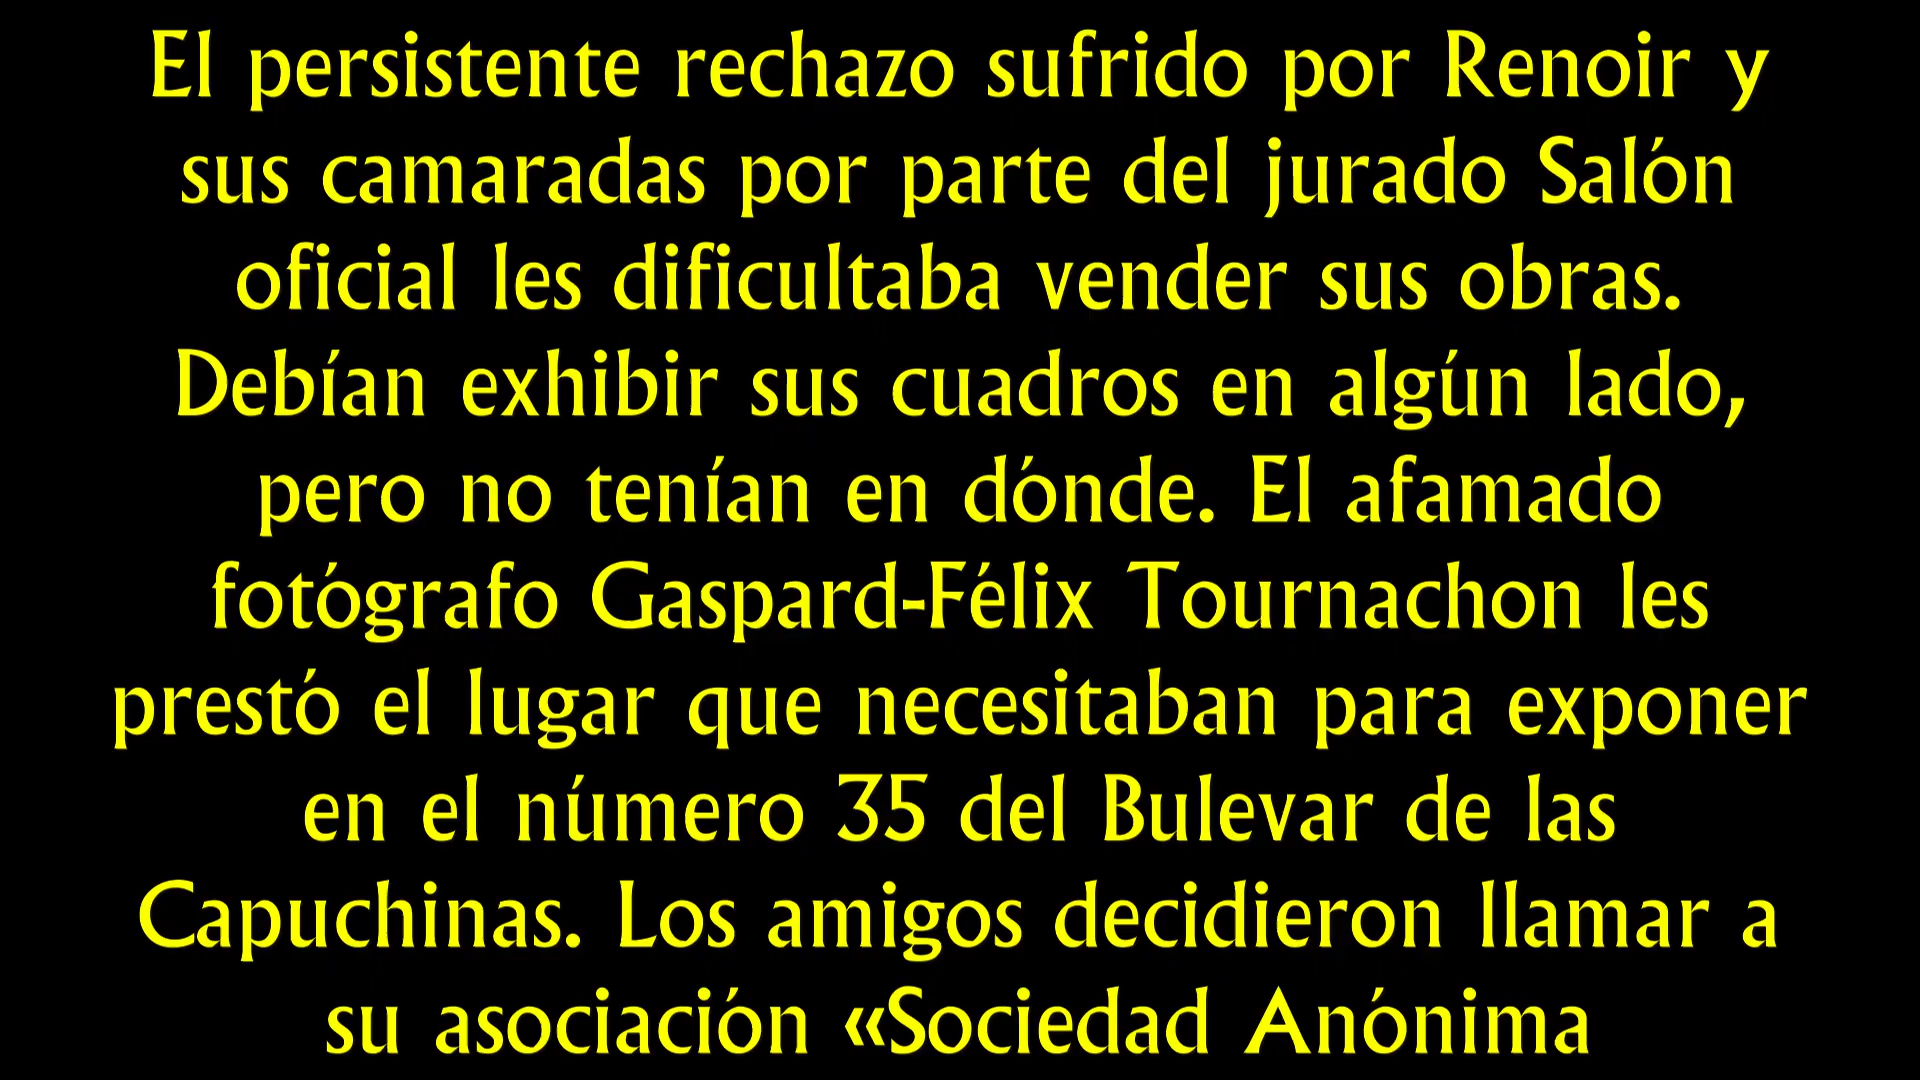 El persistente rechazo sufrido por Renoir y
sus camaradas por parte del jurado Salón
oficial les dificultaba vender sus obras.
Debían exhibir sus cuadros en algún lado,
pero no tenían en dónde. El afamado
fotógrafo Gaspard-Félix Tournachon les
prestó el lugar que necesitaban para exponer
en el número 35 del Bulevar de las
Capuchinas. Los amigos decidieron llamar a
su asociación «Sociedad Anónima